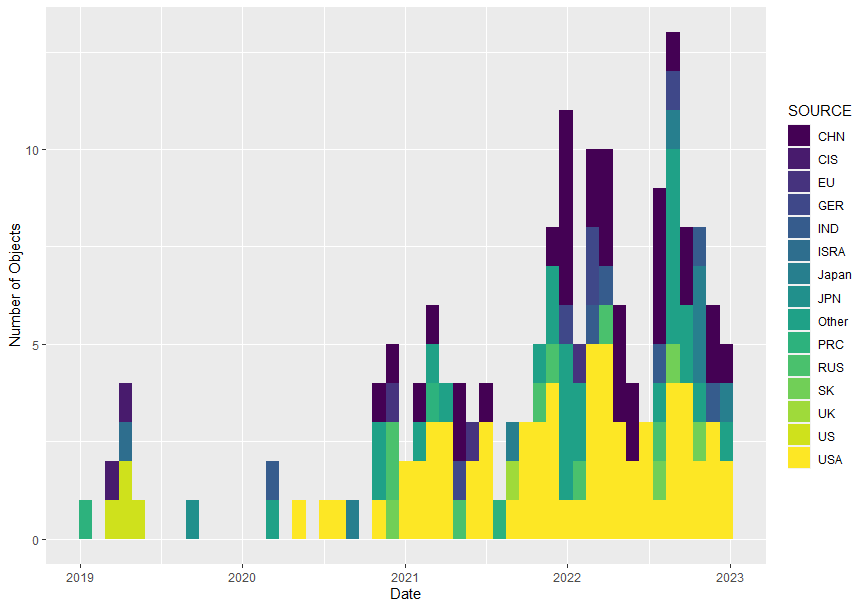 Number of Objects
10
5
0
2019 2020 2021 2022 2023
Date
SOURCE
CHN
CIS
EU
GER
IND
ISRA
Japan
JPN
Other
PRC
RUS
SK
UK
US
USA